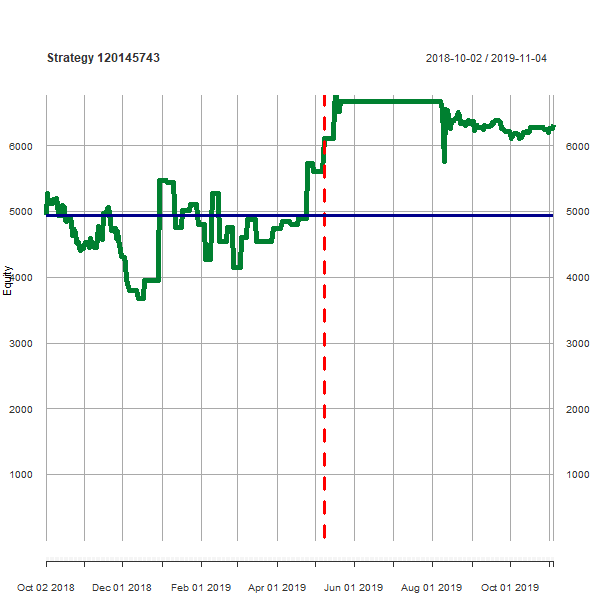 Strategy 120145743
2018-10-02 / 2019-11-04
6000
6000
5000
5000
4000
4000
Equity
3000
3000
2000
2000
1000
1000
Oct 02 2018
Dec 01 2018
Feb 01 2019
Apr 01 2019
Jun 01 2019
Aug 01 2019
Oct 01 2019